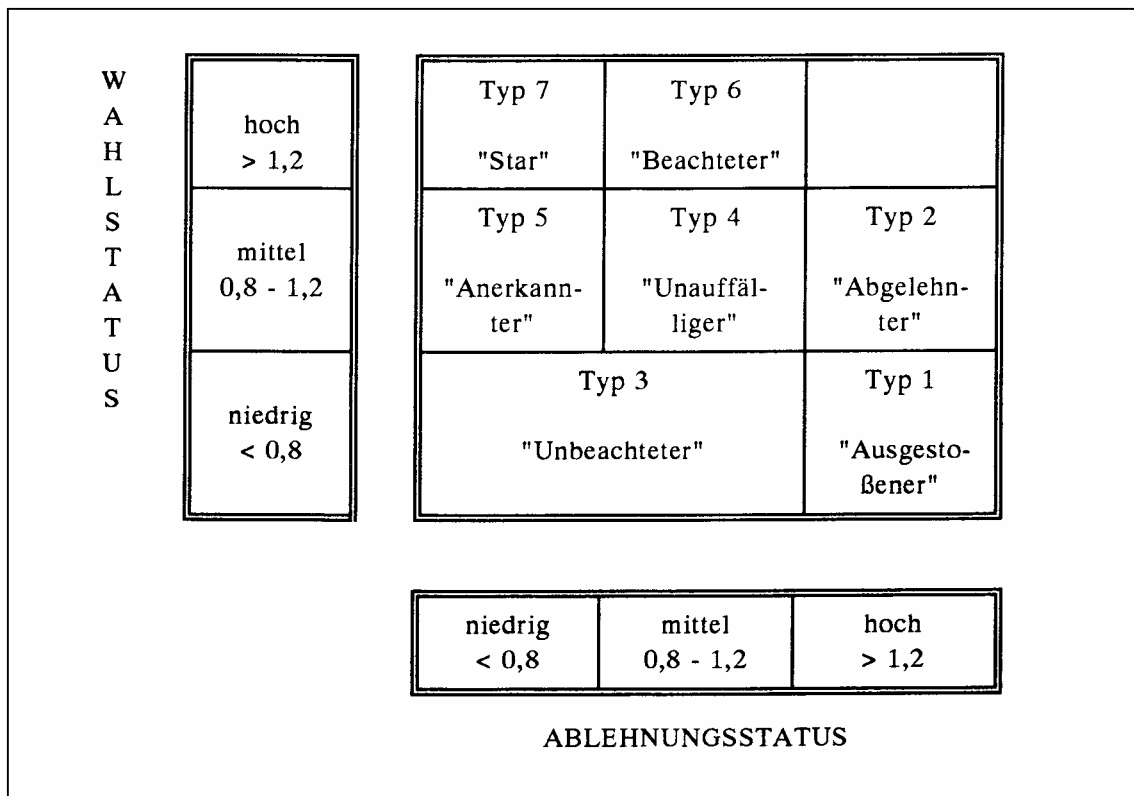 WAHLSTATUS
hoch
> 1,2
mittel
0,8 - 1,2
niedrig
< 0,8
Typ 7
"Star"
Typ 6
"Beachteter"
Typ 5
"Anerkann-
ter"
Typ 4
"Unauffäl-
liger"
Typ 2
"Abgelehn-
ter"
Typ 3
"Unbeachteter"
Typ 1
"Ausgesto-
ßener"
niedrig
< 0,8
mittel
0,8 - 1,2
hoch
> 1,2
ABLEHNUNGSSTATUS